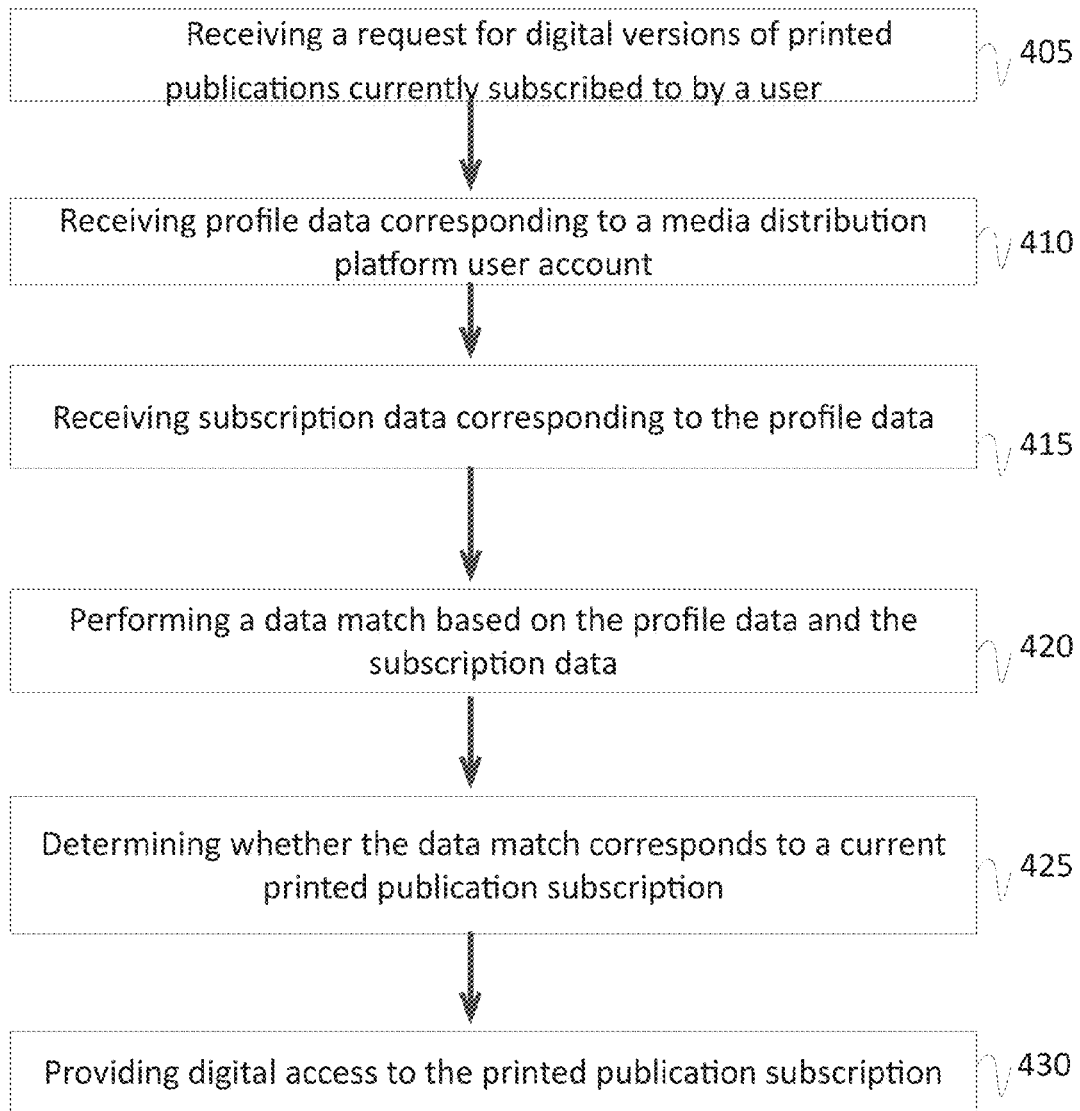 Receiving a request for digital versions of printed
publications currently subscribed to by a user
405
Receiving profile data corresponding to a media distribution
platform user account
410
Receiving subscription data corresponding to the profile data
415
Performing a data match based on the profile data and the
subscription data
420
Determining whether the data match corresponds to a current
printed publication subscription
425
Providing digital access to the printed publication subscription
430